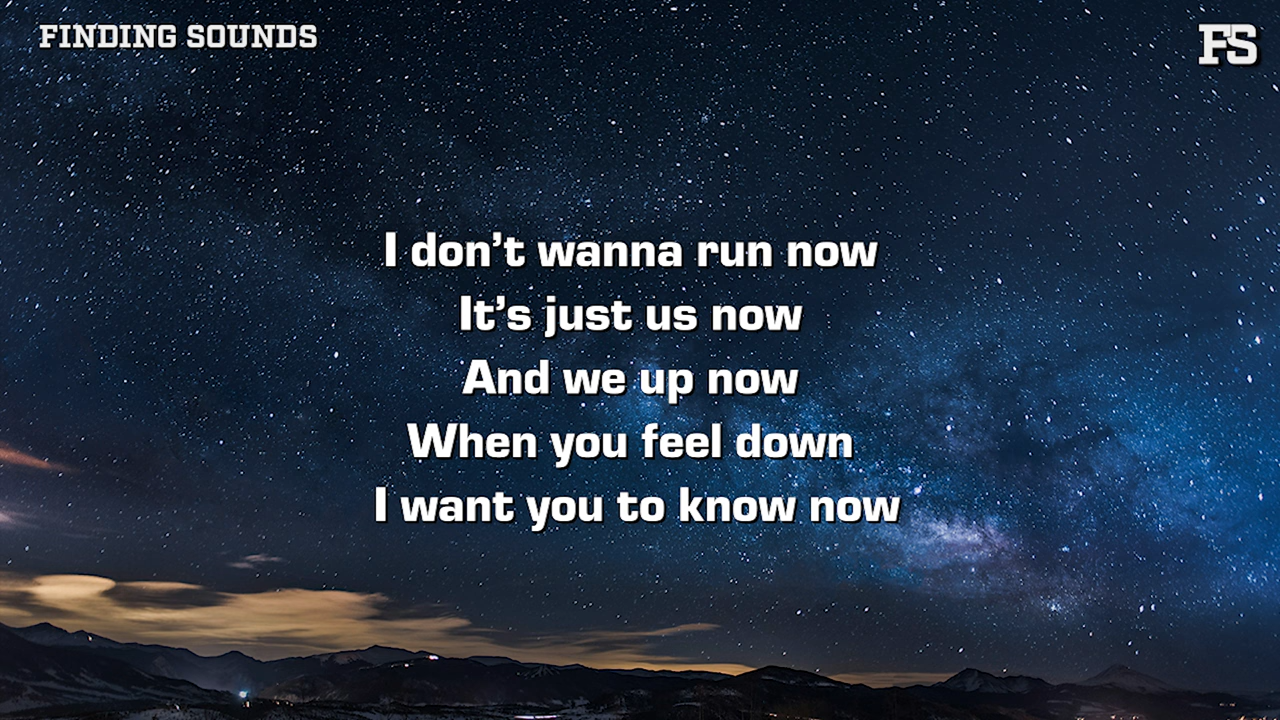 FINDING SOUNDS
FS
I don’t wanna run now
It’s just us now
And we up now
When you feel down
I want you to know now